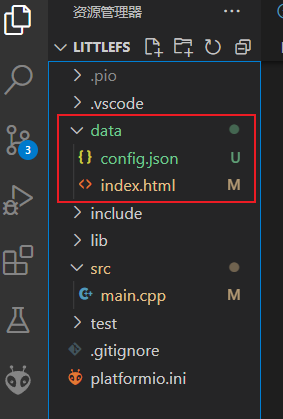 资源管理器 ...
LITTLEFS
.pio
.vscode
data
config.json U
index.html M
include
lib
src
main.cpp M
test
.gitignore
platformio.ini
3